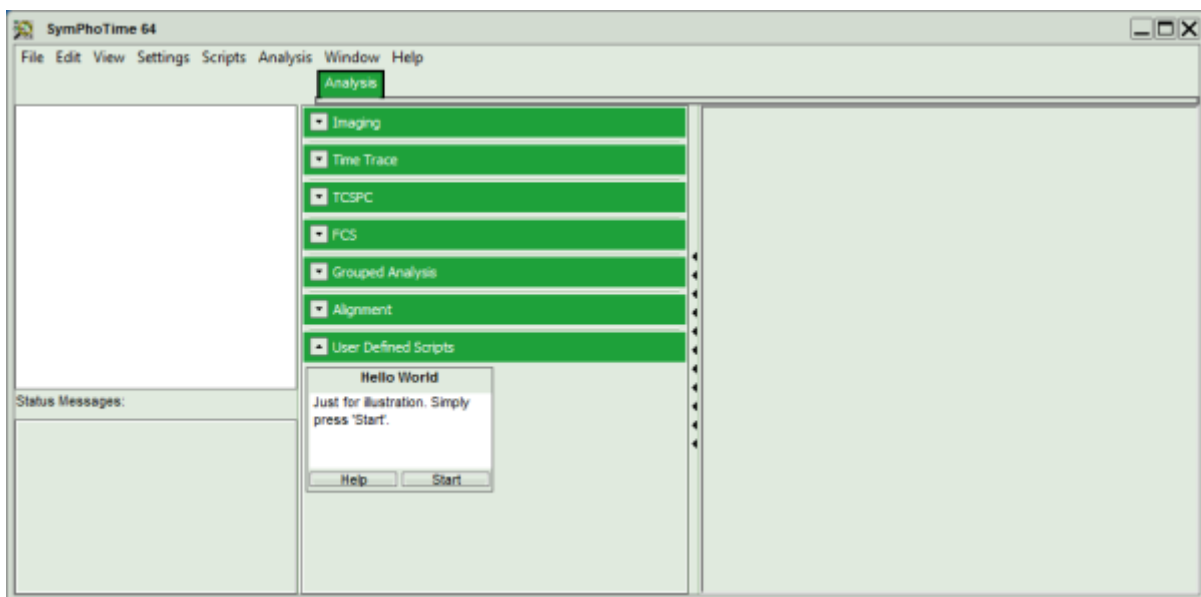 SymPhoTime 64
File Edit View Settings Scripts Analysis Window Help
Analysis
Imaging
Time Trace
TCSPC
FCS
Grouped Analysis
Alignment
User Defined Scripts
Hello World
Just for illustration. Simply
press 'Start'.
Help Start
Status Messages: